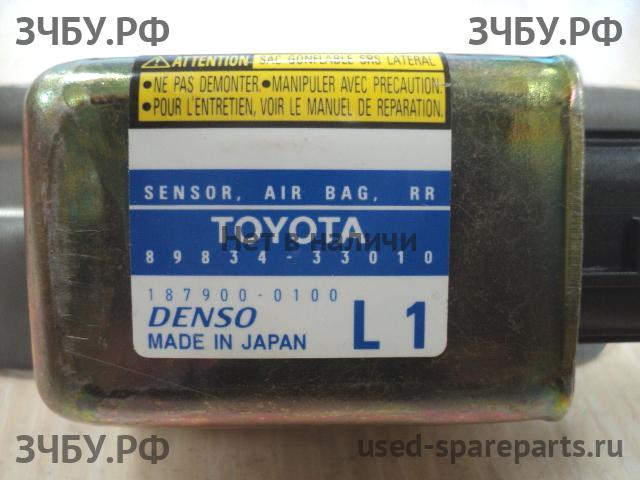 ЗЧБУ.РФ ЗЧБУ.РФ
ATTENTION SAC GONFLABLE SRS LATERAL
•NE PAS DEMONTER.•MANIPULER AVEC PRECAUTION
•POUR L'ENTRETIEN, VOIR LE MANUEL DE REPARATION.
SENSOR, AIR BAG, RR
TOYOTA
Нет в наличии
89834-33010
187900-0100
DENSO L1
MADE IN JAPAN
ЗЧБУ.РФ used-spareparts.ru